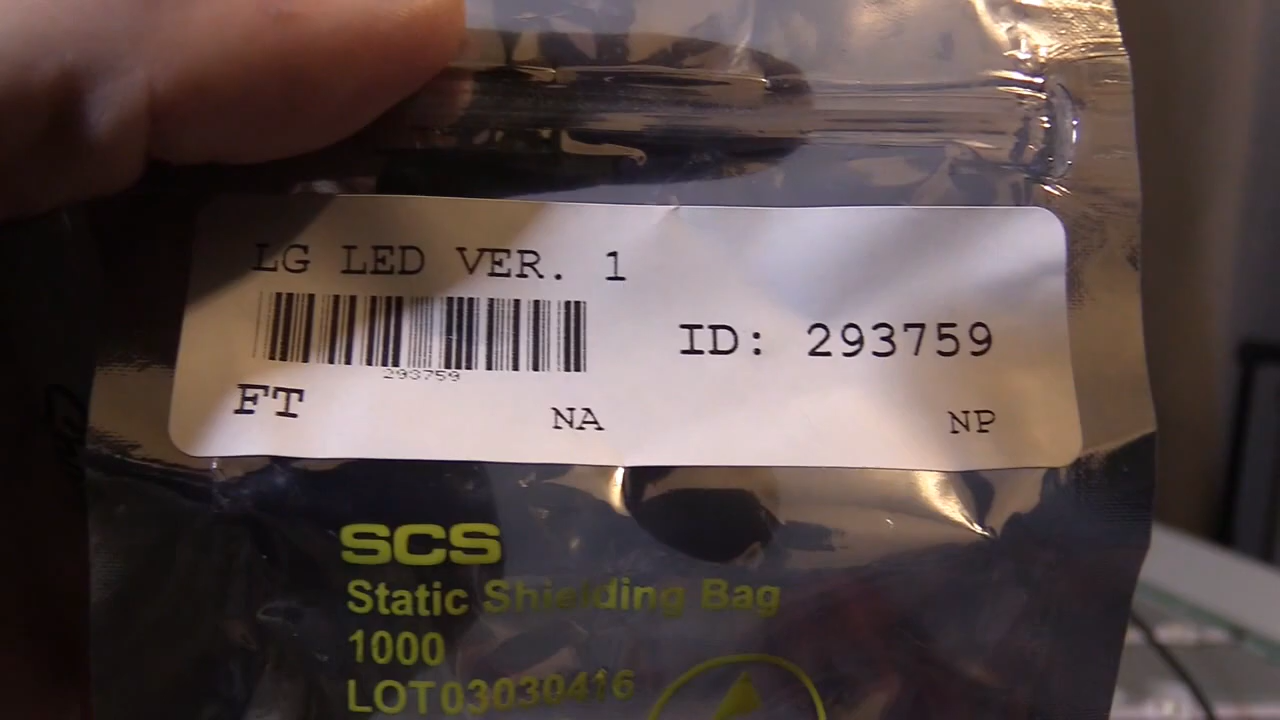 LG LED VER. 1
ID: 293759
293759
FT NA NP
SCS
Static Shielding Bag
1000
LOT03030416